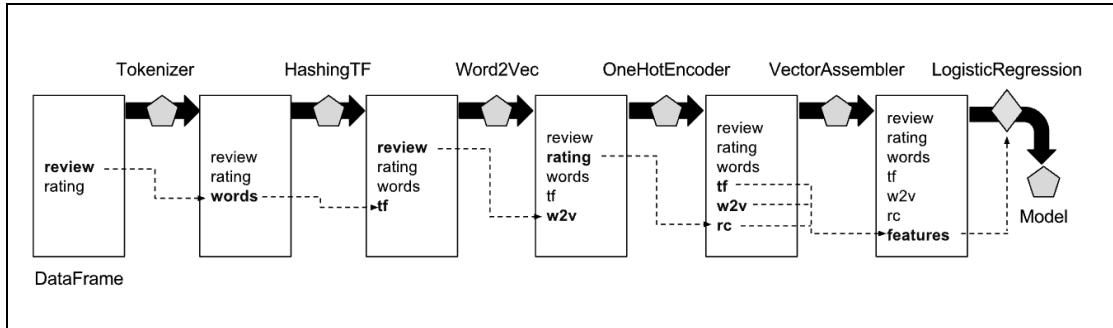 Tokenizer
HashingTF
Word2Vec
OneHotEncoder
VectorAssembler
LogisticRegression
review
rating
DataFrame
review
rating
words
review
rating
words
tf
review
rating
words
tf
w2v
review
rating
words
tf
w2v
rc
review
rating
words
tf
w2v
rc
features
Model